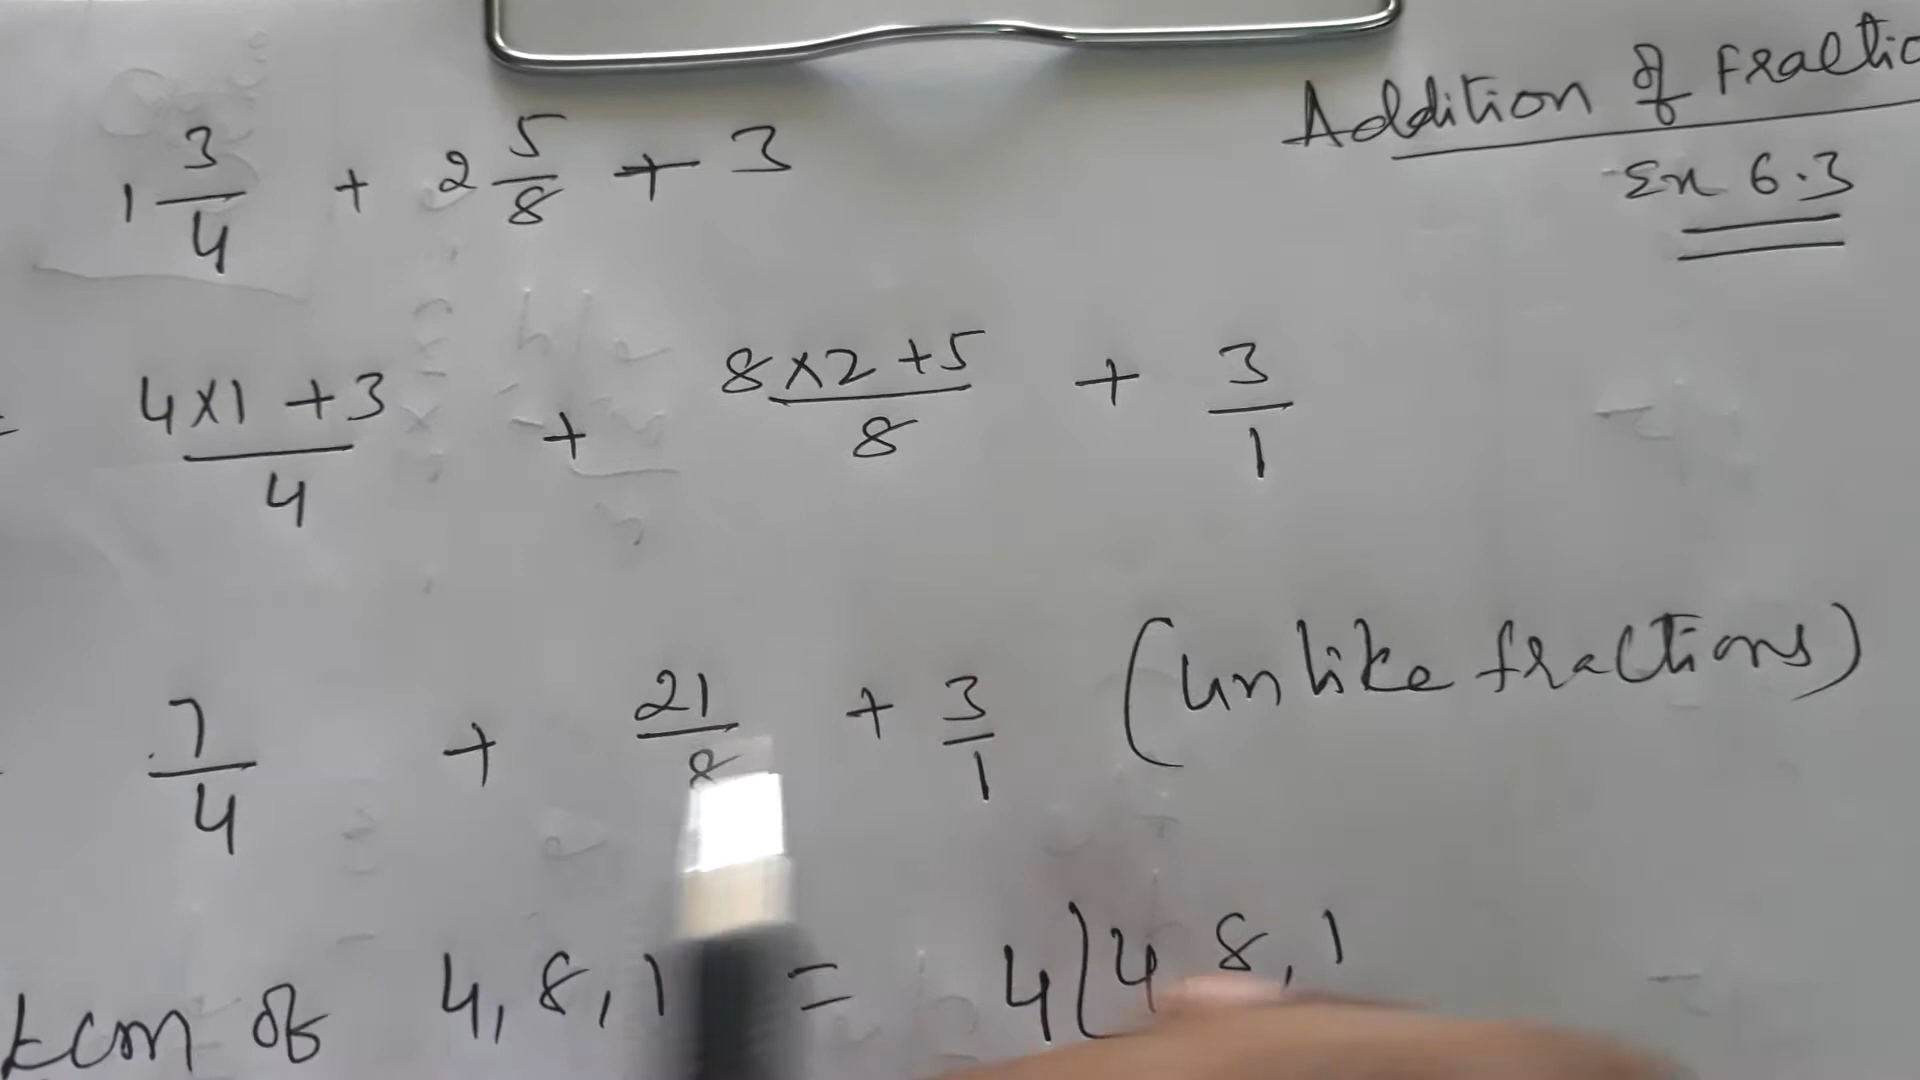 Addition of Fractio
Ex 6.3
1 3/4 + 2 5/8 + 3
= (4×1+3)/4 + (8×2+5)/8 + 3/1
7/4 + 21/8 + 3/1 (unlike fractions)
LCM of 4, 8, 1 = 4 | 4 8, 1